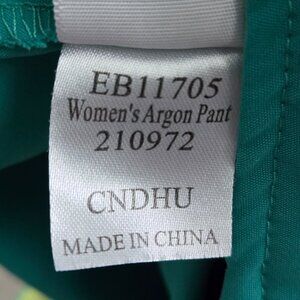 EB11705
Women's Argon Pant
210972
CNDHU
MADE IN CHINA